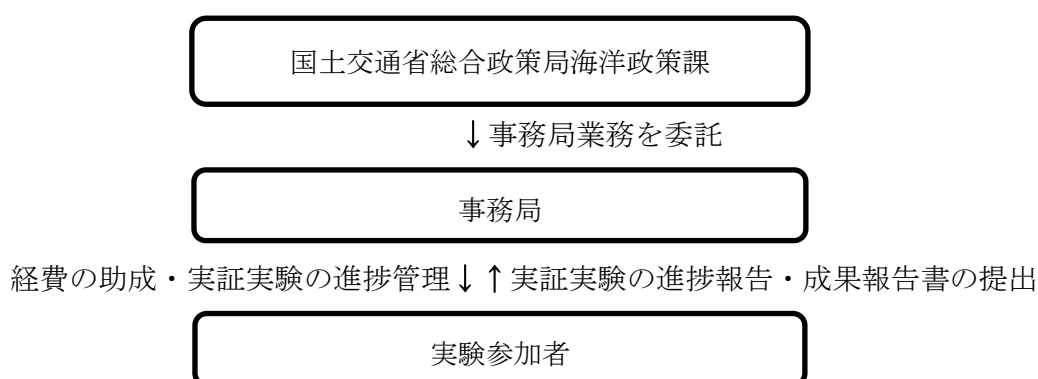 国土交通省総合政策局海洋政策課
↓事務局業務を委託
事務局
経費の助成・実証実験の進捗管理↓↑実証実験の進捗報告・成果報告書の提出
実験参加者